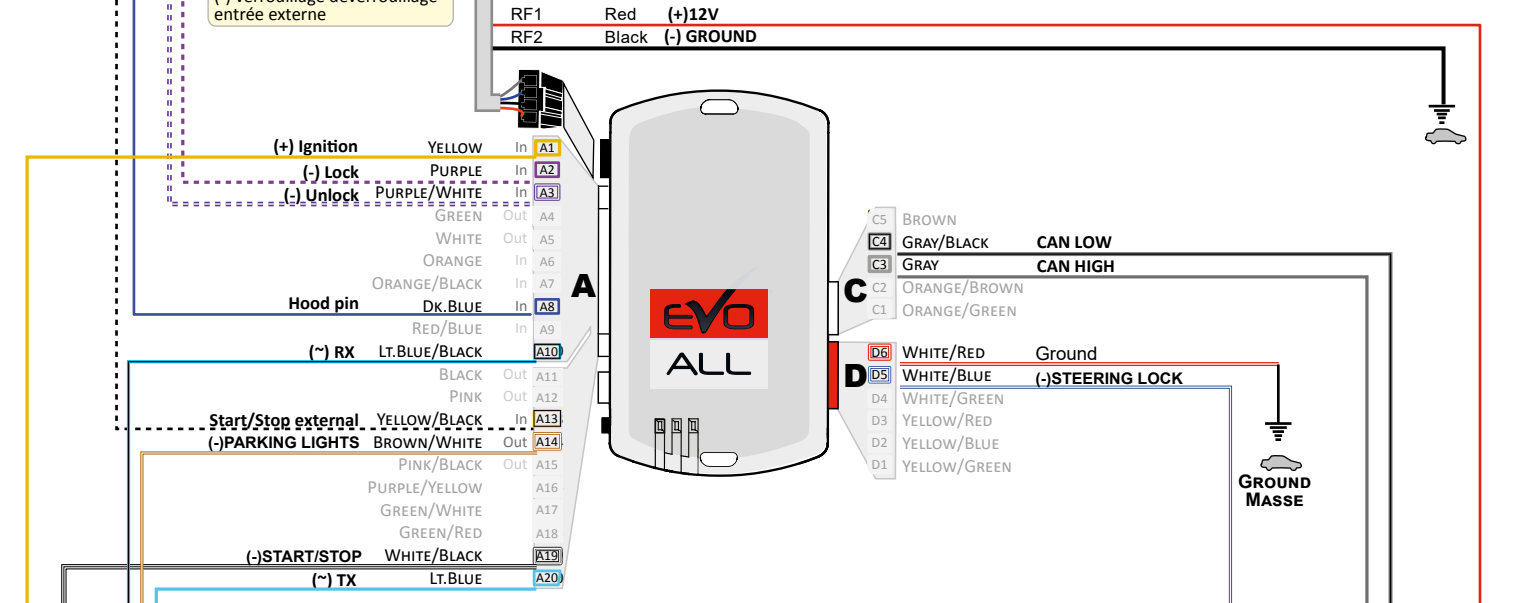 (-) verrouillage déverrouillage
entrée externe
RF1 Red (+)12V
RF2 Black (-) GROUND
(+) Ignition YELLOW In A1
(-) Lock PURPLE In A2
(-) Unlock PURPLE/WHITE In A3
GREEN Out A4
WHITE Out A5
ORANGE In A6
ORANGE/BLACK In A7
Hood pin DK.BLUE In A8
RED/BLUE In A9
(~) RX LT.BLUE/BLACK A10
BLACK Out A11
PINK Out A12
Start/Stop external YELLOW/BLACK In A13
(-)PARKING LIGHTS BROWN/WHITE Out A14
PINK/BLACK Out A15
PURPLE/YELLOW A16
GREEN/WHITE A17
GREEN/RED A18
(-)START/STOP WHITE/BLACK A19
(~) TX LT.BLUE A20
A
EVO
ALL
C
C5 BROWN
C4 GRAY/BLACK CAN LOW
C3 GRAY CAN HIGH
C2 ORANGE/BROWN
C1 ORANGE/GREEN
D
D6 WHITE/RED Ground
D5 WHITE/BLUE (-)STEERING LOCK
D4 WHITE/GREEN
D3 YELLOW/RED
D2 YELLOW/BLUE
D1 YELLOW/GREEN
GROUND
MASSE